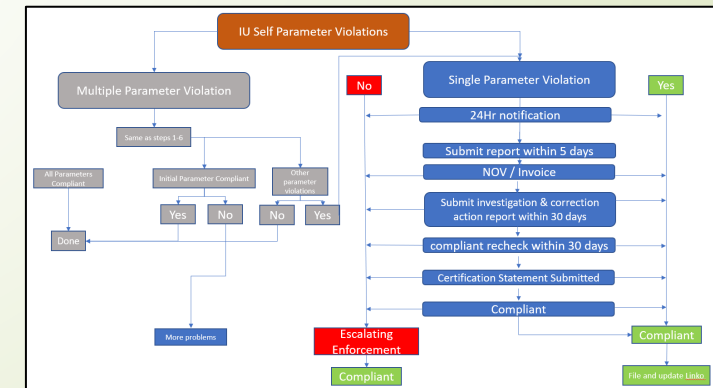 IU Self Parameter Violations
Multiple Parameter Violation
No
Single Parameter Violation
Yes
24Hr notification
Same as steps 1-6
Submit report within 5 days
NOV / Invoice
All Parameters
Compliant
Initial Parameter Compliant
Other
parameter
violations
Yes
No
No
Yes
Submit investigation & correction
action report within 30 days
Done
compliant recheck within 30 days
Certification Statement Submitted
Compliant
More problems
Escalating
Enforcement
Compliant
Compliant
File and update Linko